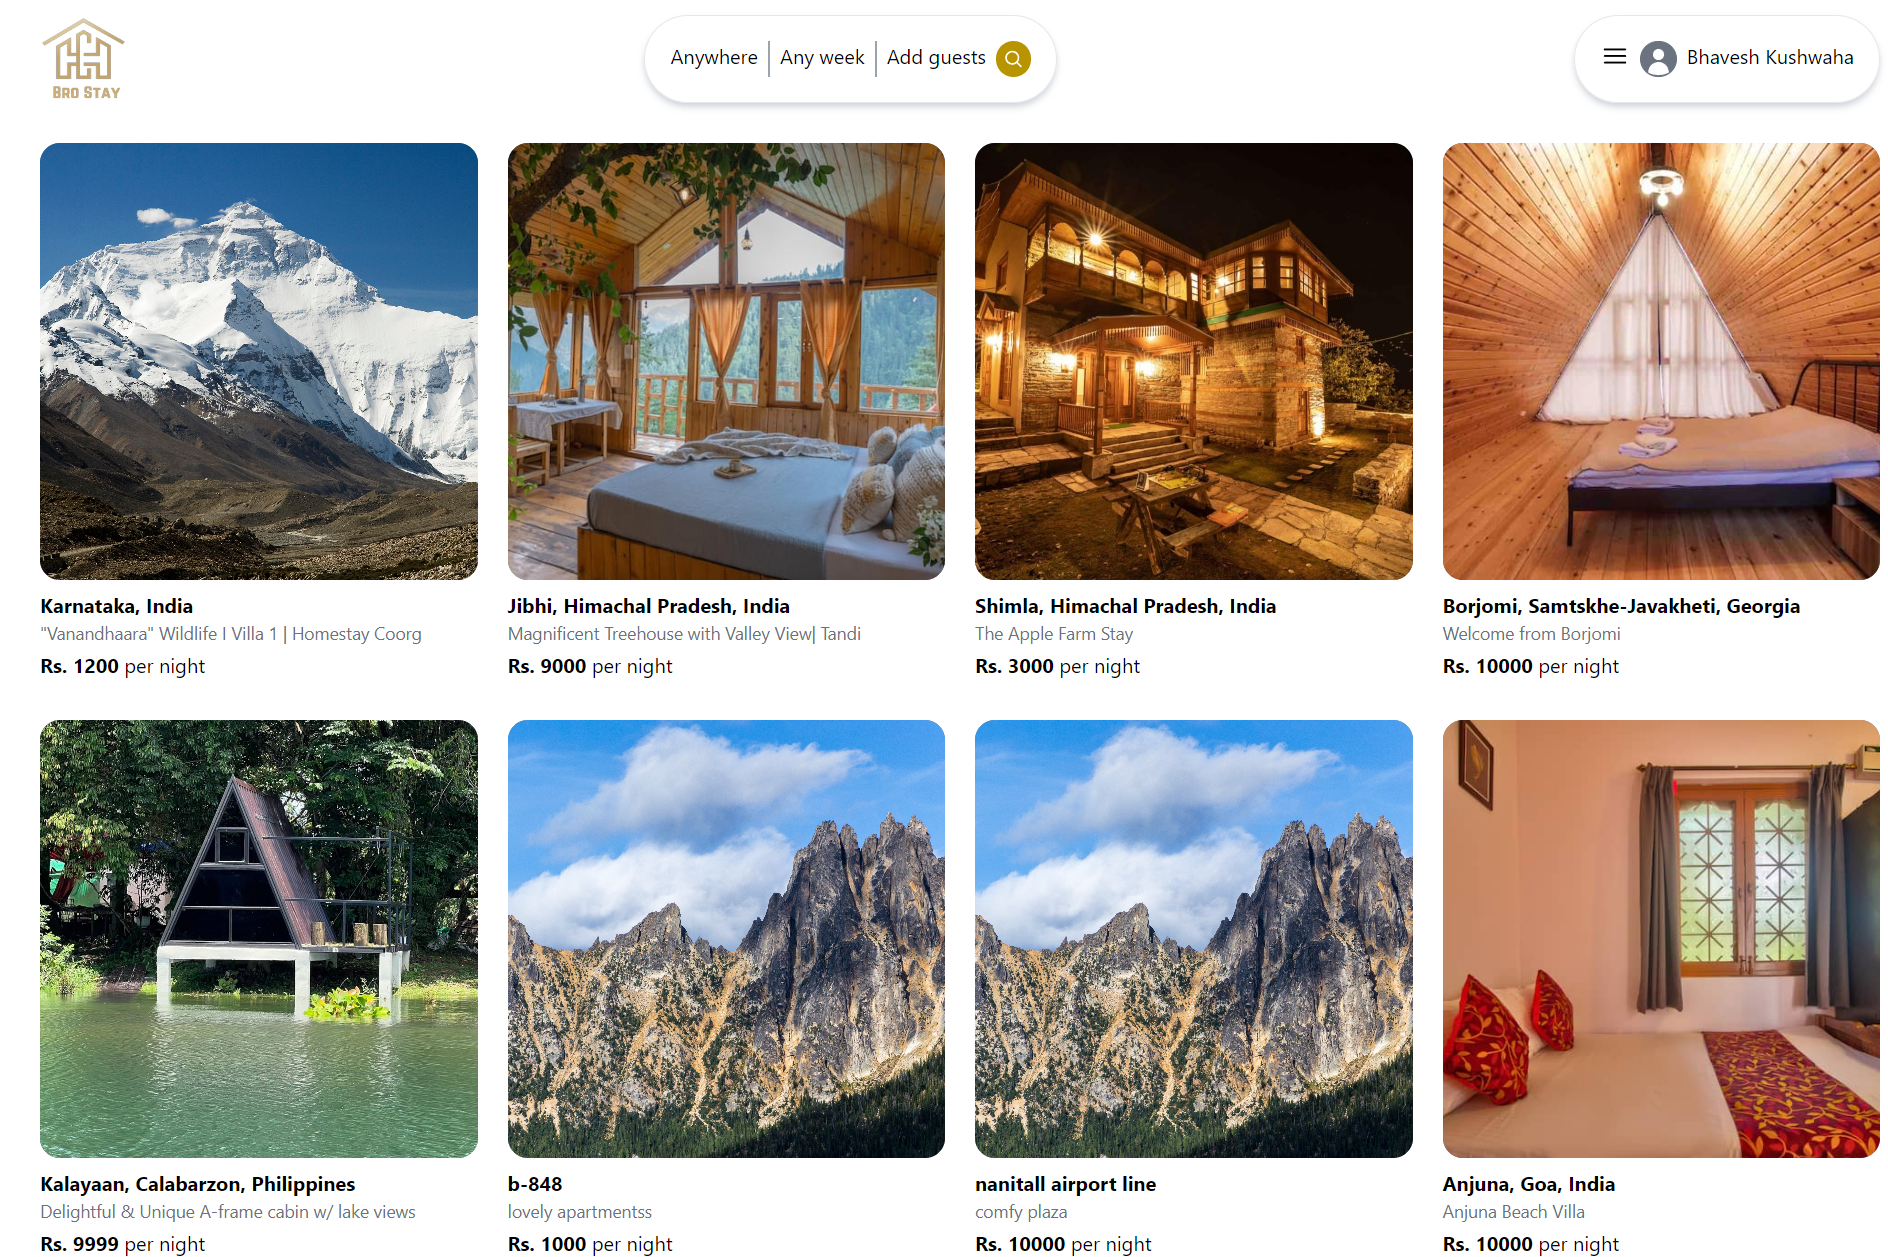 Bro Stay
Anywhere Any week Add guests
Bhavesh Kushwaha
Karnataka, India
"Vanandhaara" Wildlife I Villa 1 | Homestay Coorg
Rs. 1200 per night
Jibhi, Himachal Pradesh, India
Magnificent Treehouse with Valley View| Tandi
Rs. 9000 per night
Shimla, Himachal Pradesh, India
The Apple Farm Stay
Rs. 3000 per night
Borjomi, Samtskhe-Javakheti, Georgia
Welcome from Borjomi
Rs. 10000 per night
Kalayaan, Calabarzon, Philippines
Delightful & Unique A-frame cabin w/ lake views
Rs. 9999 per night
b-848
lovely apartmentss
Rs. 1000 per night
nanitall airport line
comfy plaza
Rs. 10000 per night
Anjuna, Goa, India
Anjuna Beach Villa
Rs. 10000 per night